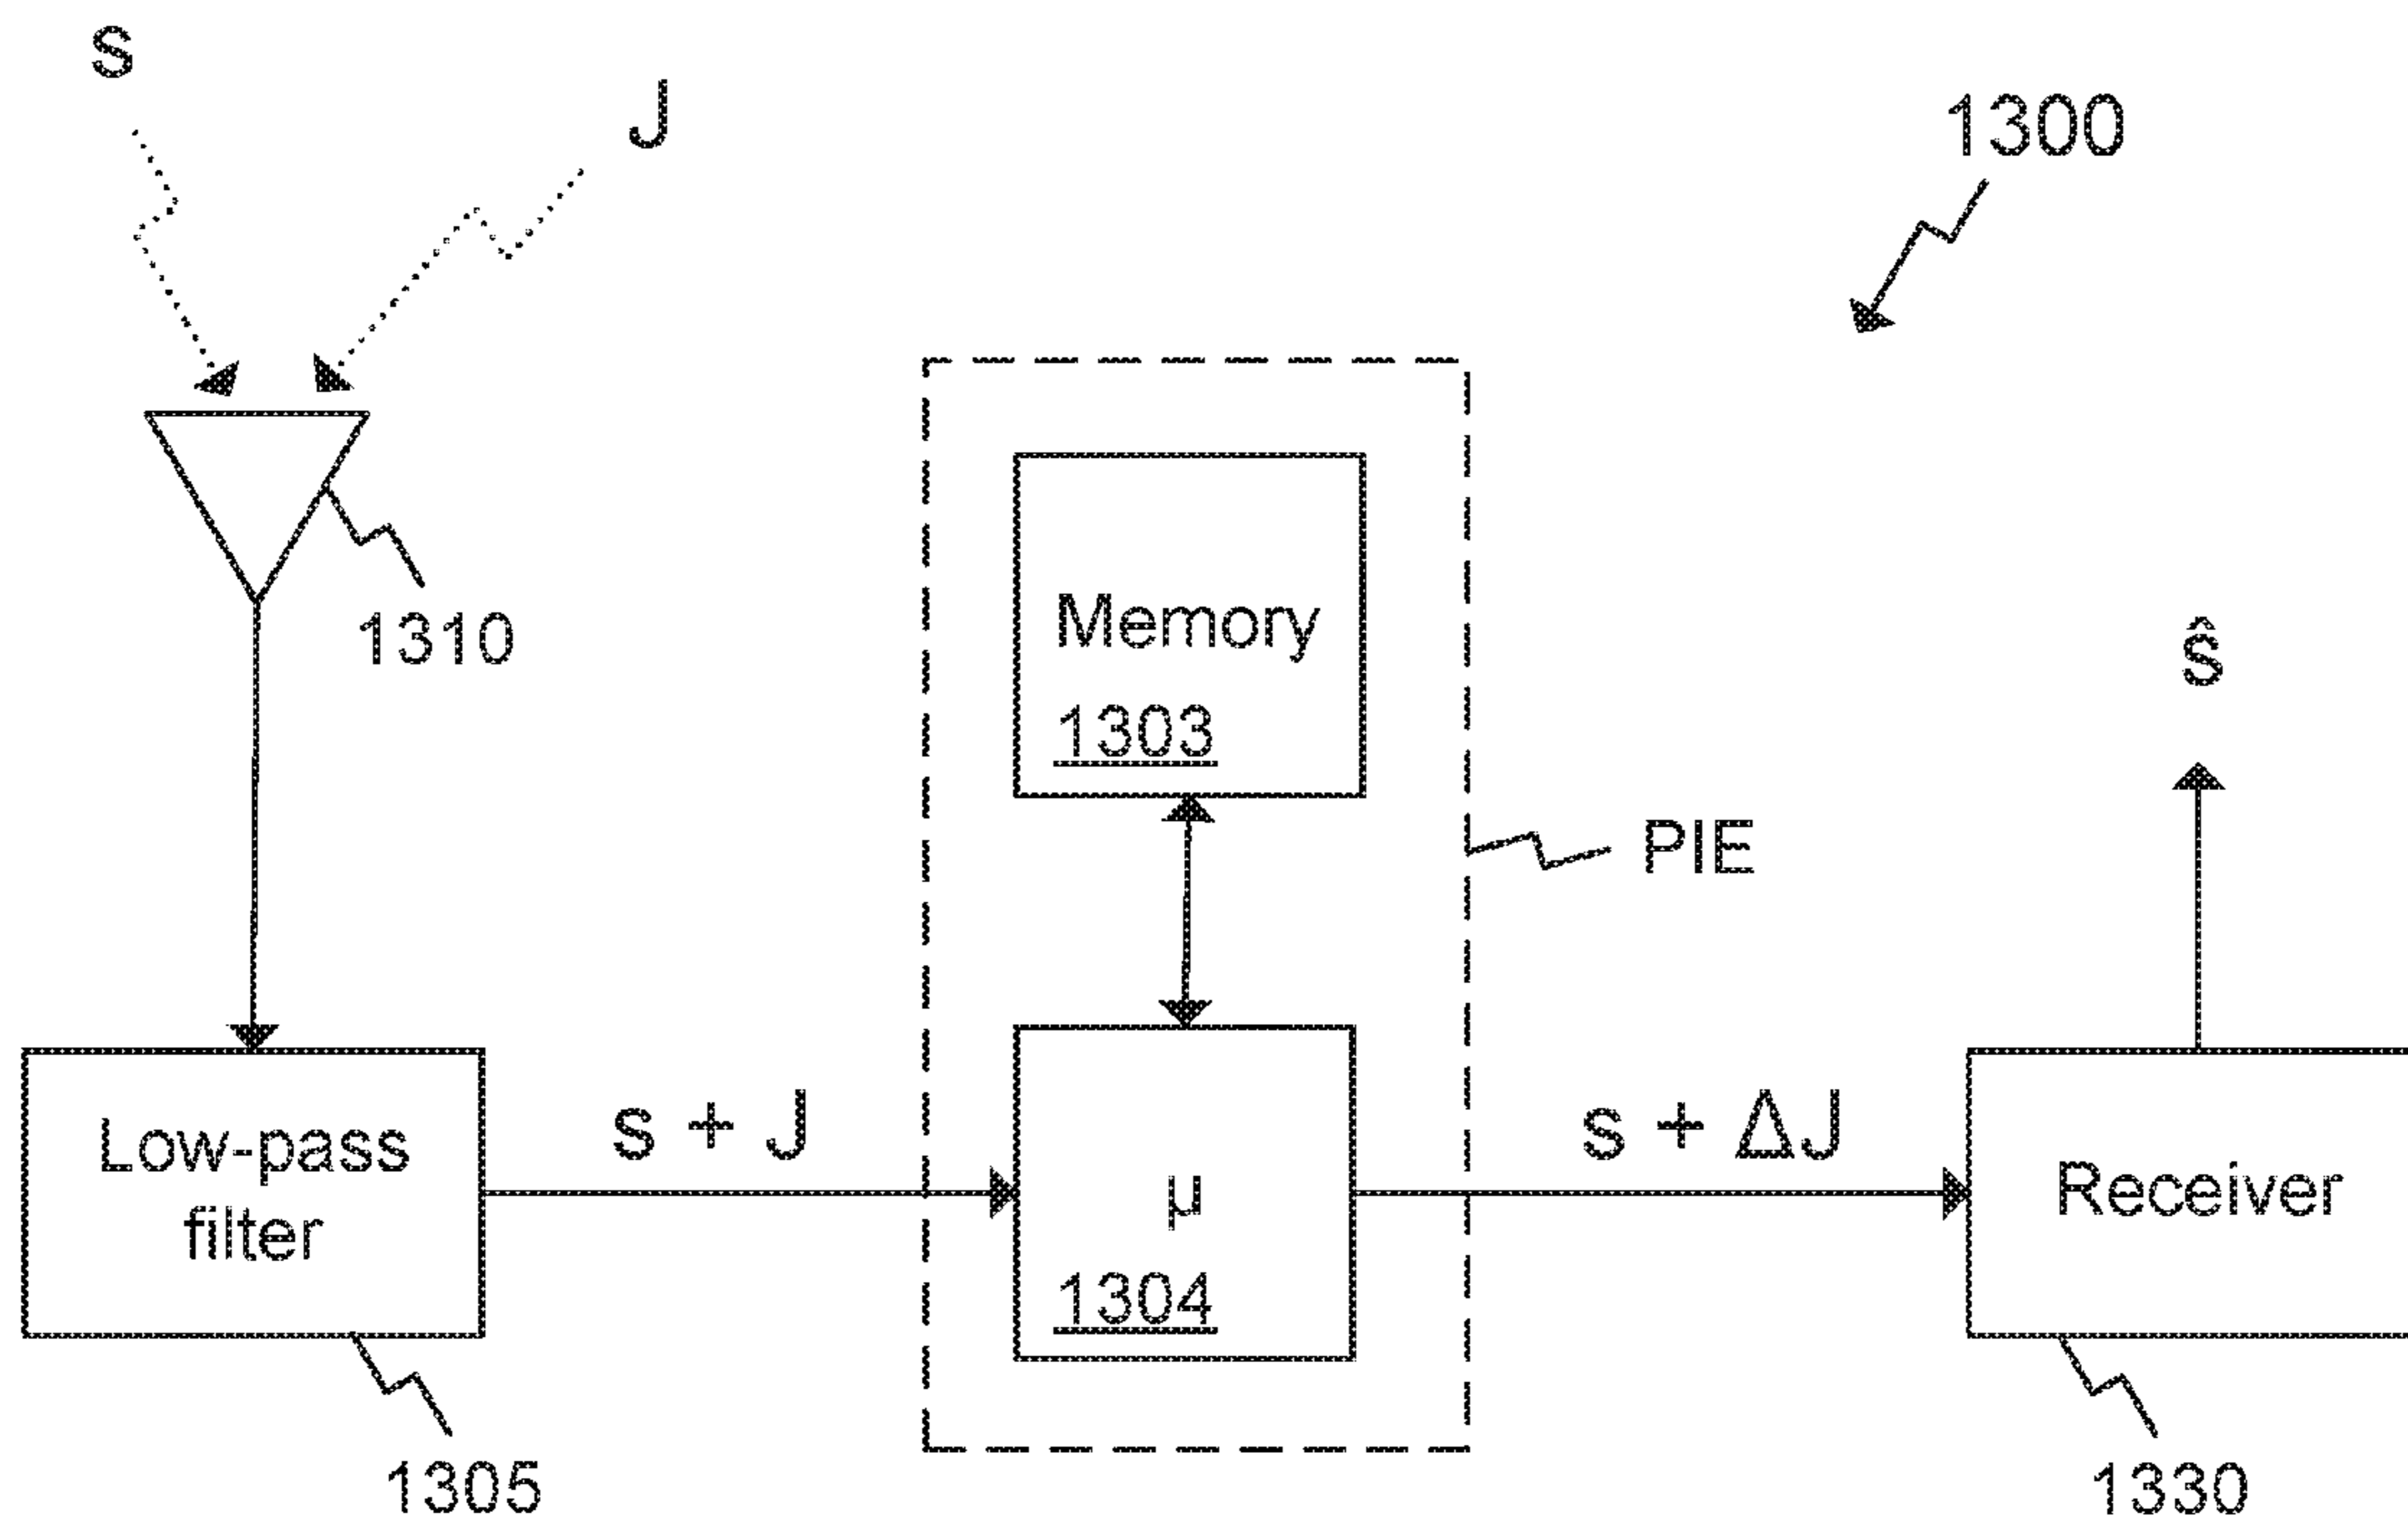 s
J
1300
1310
Memory
1303
ŝ
PIE
Low-pass
filter
s + J
μ
1304
s + ΔJ
Receiver
1305
1330